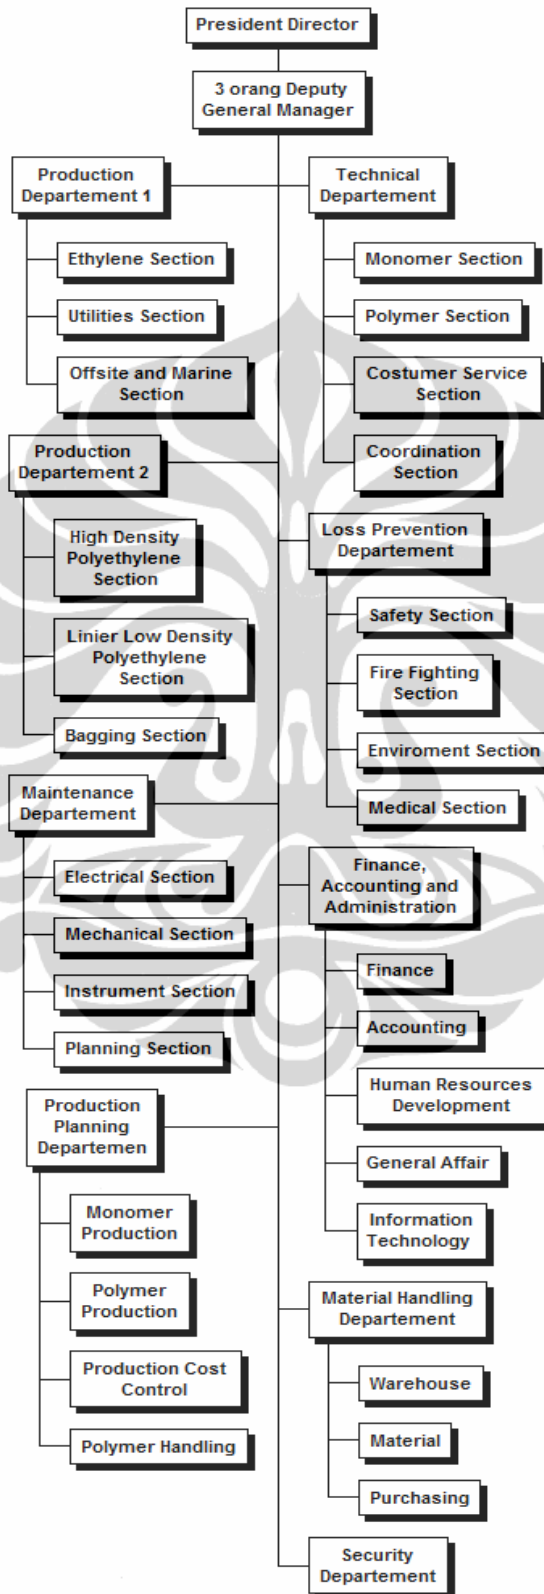 President Director
3 orang Deputy
General Manager
Production
Departement 1
Ethylene Section
Utilities Section
Offsite and Marine
Section
Production
Departement 2
High Density
Polyethylene
Section
Linier Low Density
Polyethylene
Section
Bagging Section
Maintenance
Departement
Electrical Section
Mechanical Section
Instrument Section
Planning Section
Production
Planning
Departemen
Monomer
Production
Polymer
Production
Production Cost
Control
Polymer Handling
Technical
Departement
Monomer Section
Polymer Section
Costumer Service
Section
Coordination
Section
Loss Prevention
Departement
Safety Section
Fire Fighting
Section
Enviroment Section
Medical Section
Finance,
Accounting and
Administration
Finance
Accounting
Human Resources
Development
General Affair
Information
Technology
Material Handling
Departement
Warehouse
Material
Purchasing
Security
Departement